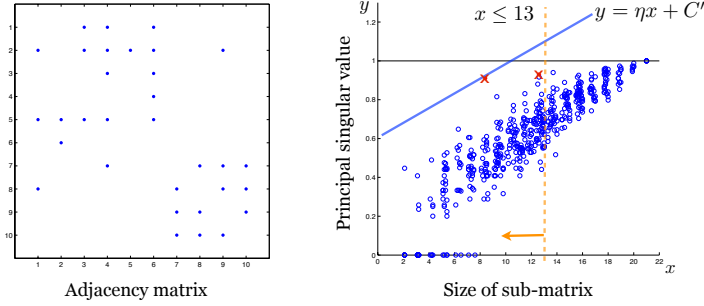 1
2
3
4
5
6
7
8
9
10
1 2 3 4 5 6 7 8 9 10
Adjacency matrix
y
x ≤ 13
y = ηx + C′
1.2
1
0.8
0.6
0.4
0.2
0
0 2 4 6 8 10 12 14 16 18 20 22
x
Principal singular value
Size of sub-matrix